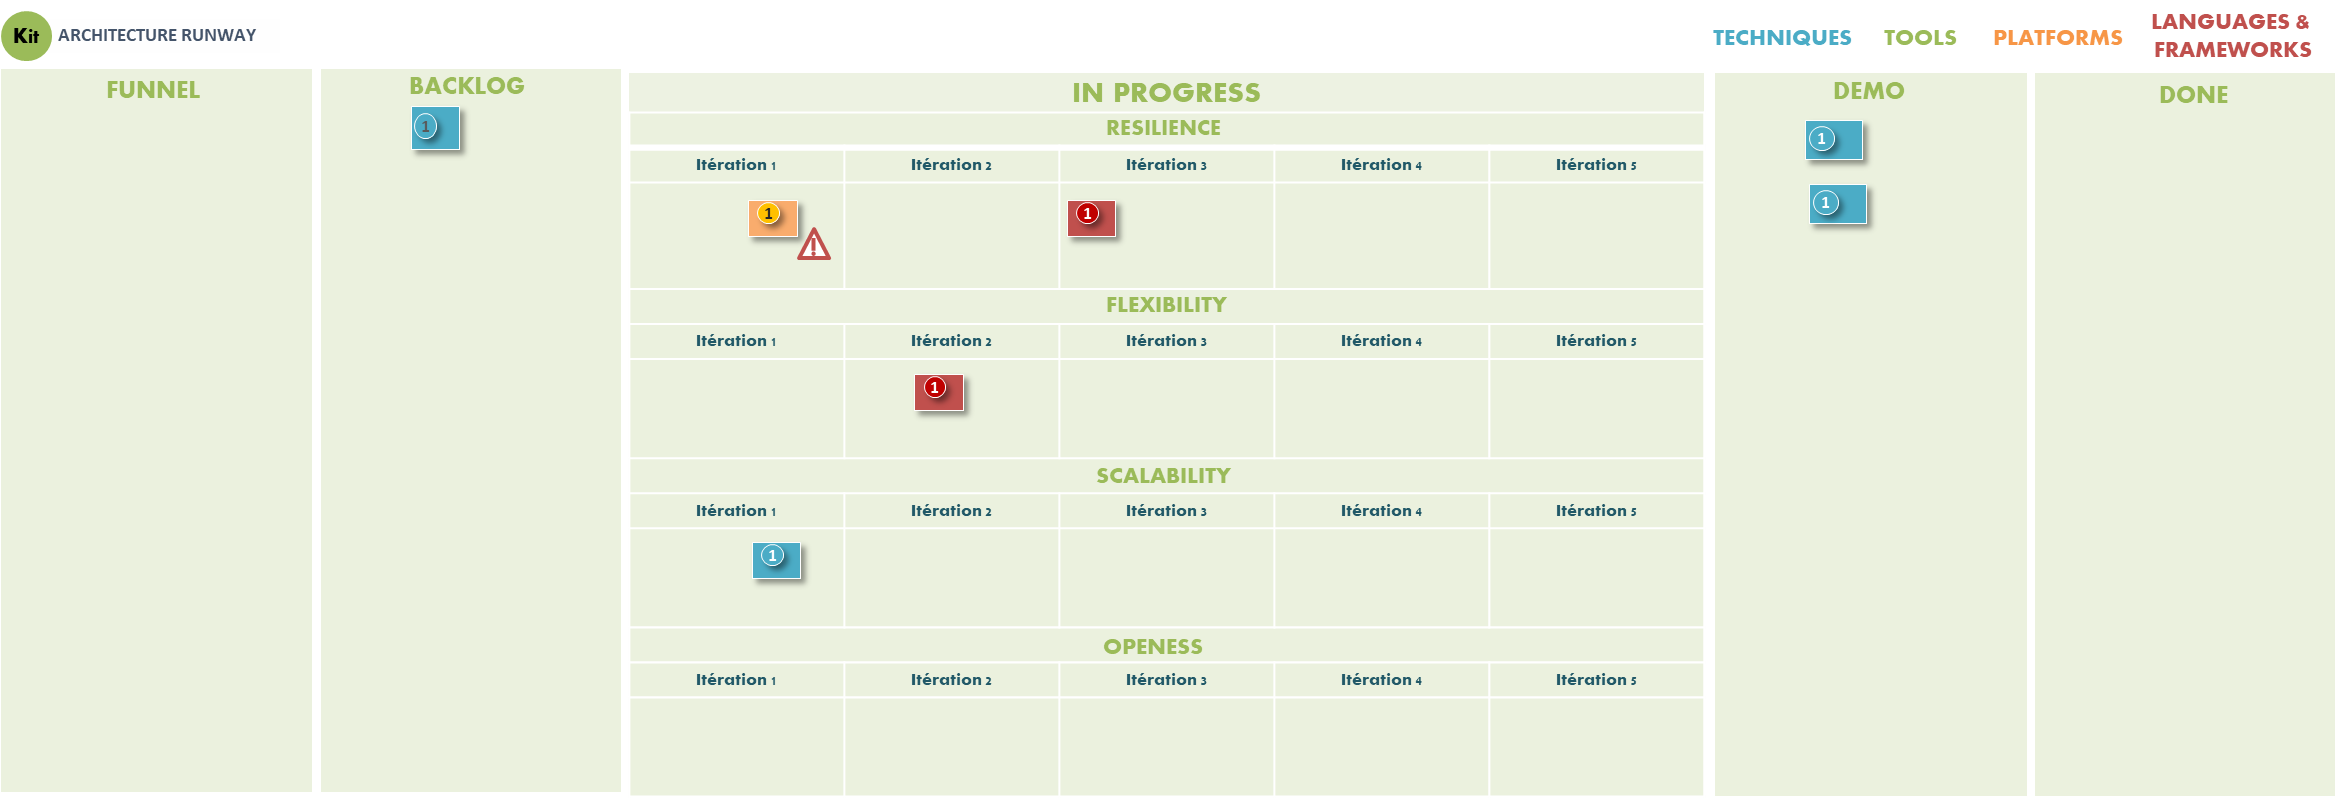 Kit ARCHITECTURE RUNWAY
TECHNIQUES TOOLS PLATFORMS LANGUAGES &
FRAMEWORKS
FUNNEL
BACKLOG
1
IN PROGRESS
RESILIENCE
Itération 1 Itération 2 Itération 3 Itération 4 Itération 5
1 1
FLEXIBILITY
Itération 1 Itération 2 Itération 3 Itération 4 Itération 5
1
SCALABILITY
Itération 1 Itération 2 Itération 3 Itération 4 Itération 5
1
OPENESS
Itération 1 Itération 2 Itération 3 Itération 4 Itération 5
DEMO
1
1
DONE